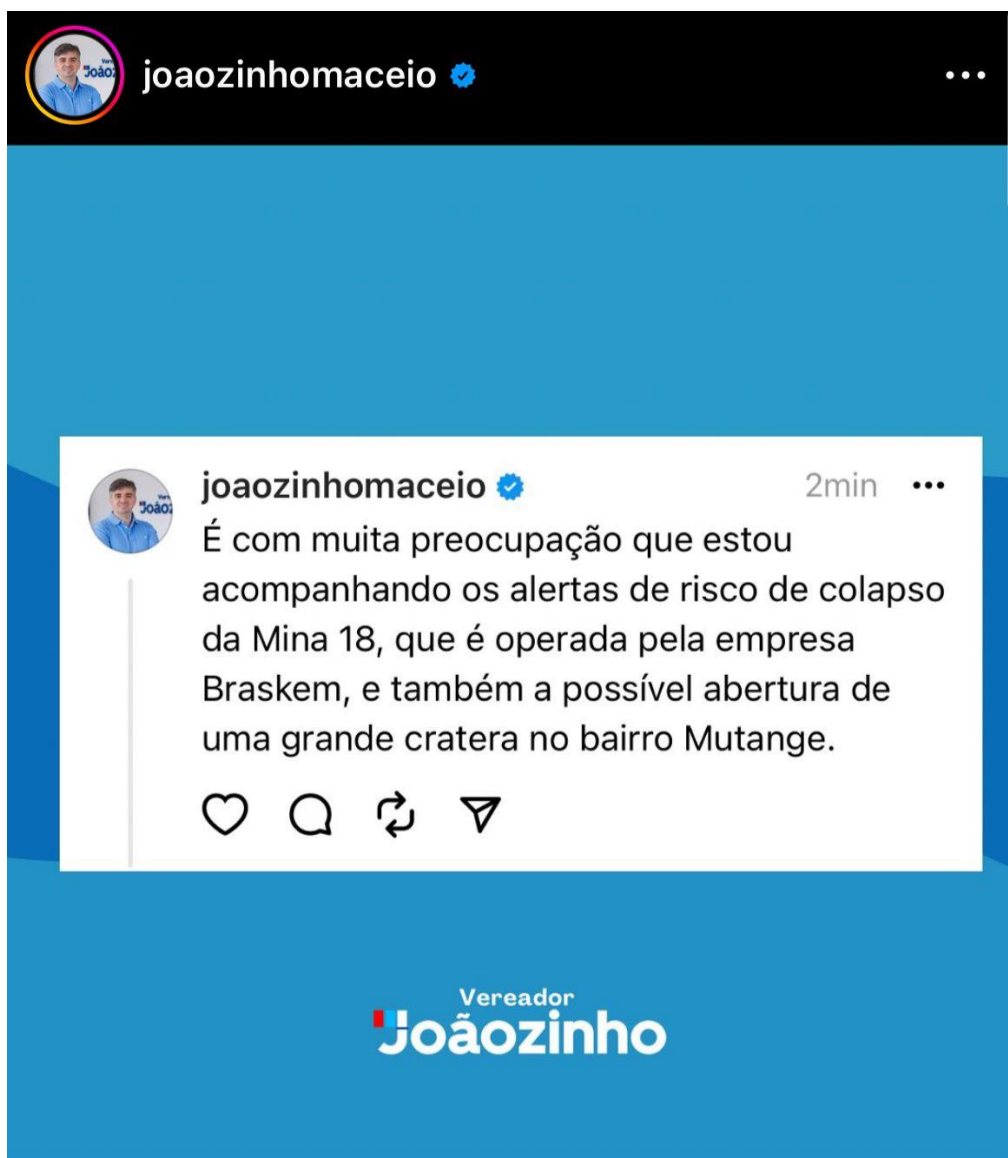 joaozinhomaceio
joaozinhomaceio
2min
É com muita preocupação que estou
acompanhando os alertas de risco de colapso
da Mina 18, que é operada pela empresa
Braskem, e também a possível abertura de
uma grande cratera no bairro Mutange.
Vereador
Joãozinho